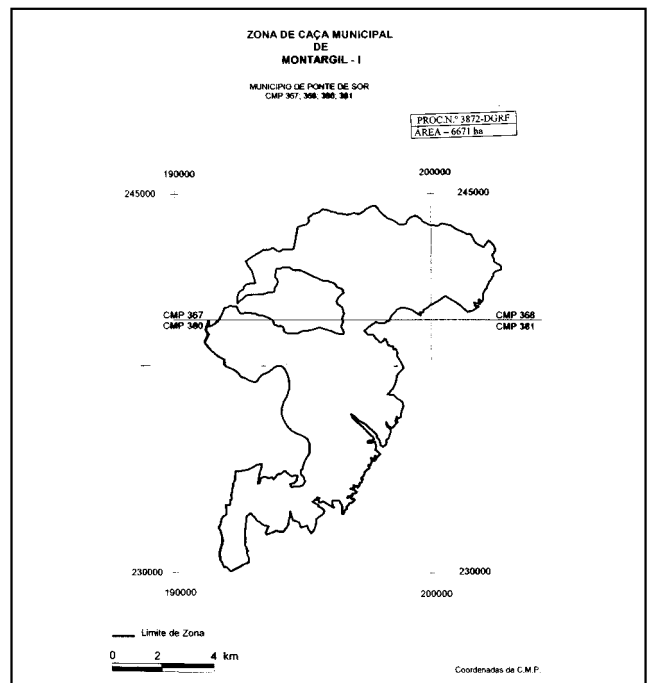 ZONA DE CAÇA MUNICIPAL
DE
MONTARGIL - I
MUNICIPIO DE PONTE DE SOR
CMP 367, 368, 380, 381
PROC.N.º 3872-DGRF
ÁREA – 6671 ha
190000
200000
245000
245000
CMP 367
CMP 368
CMP 380
CMP 381
230000
230000
190000
200000
Limite de Zona
0 2 4 km
Coordenadas da C.M.P.